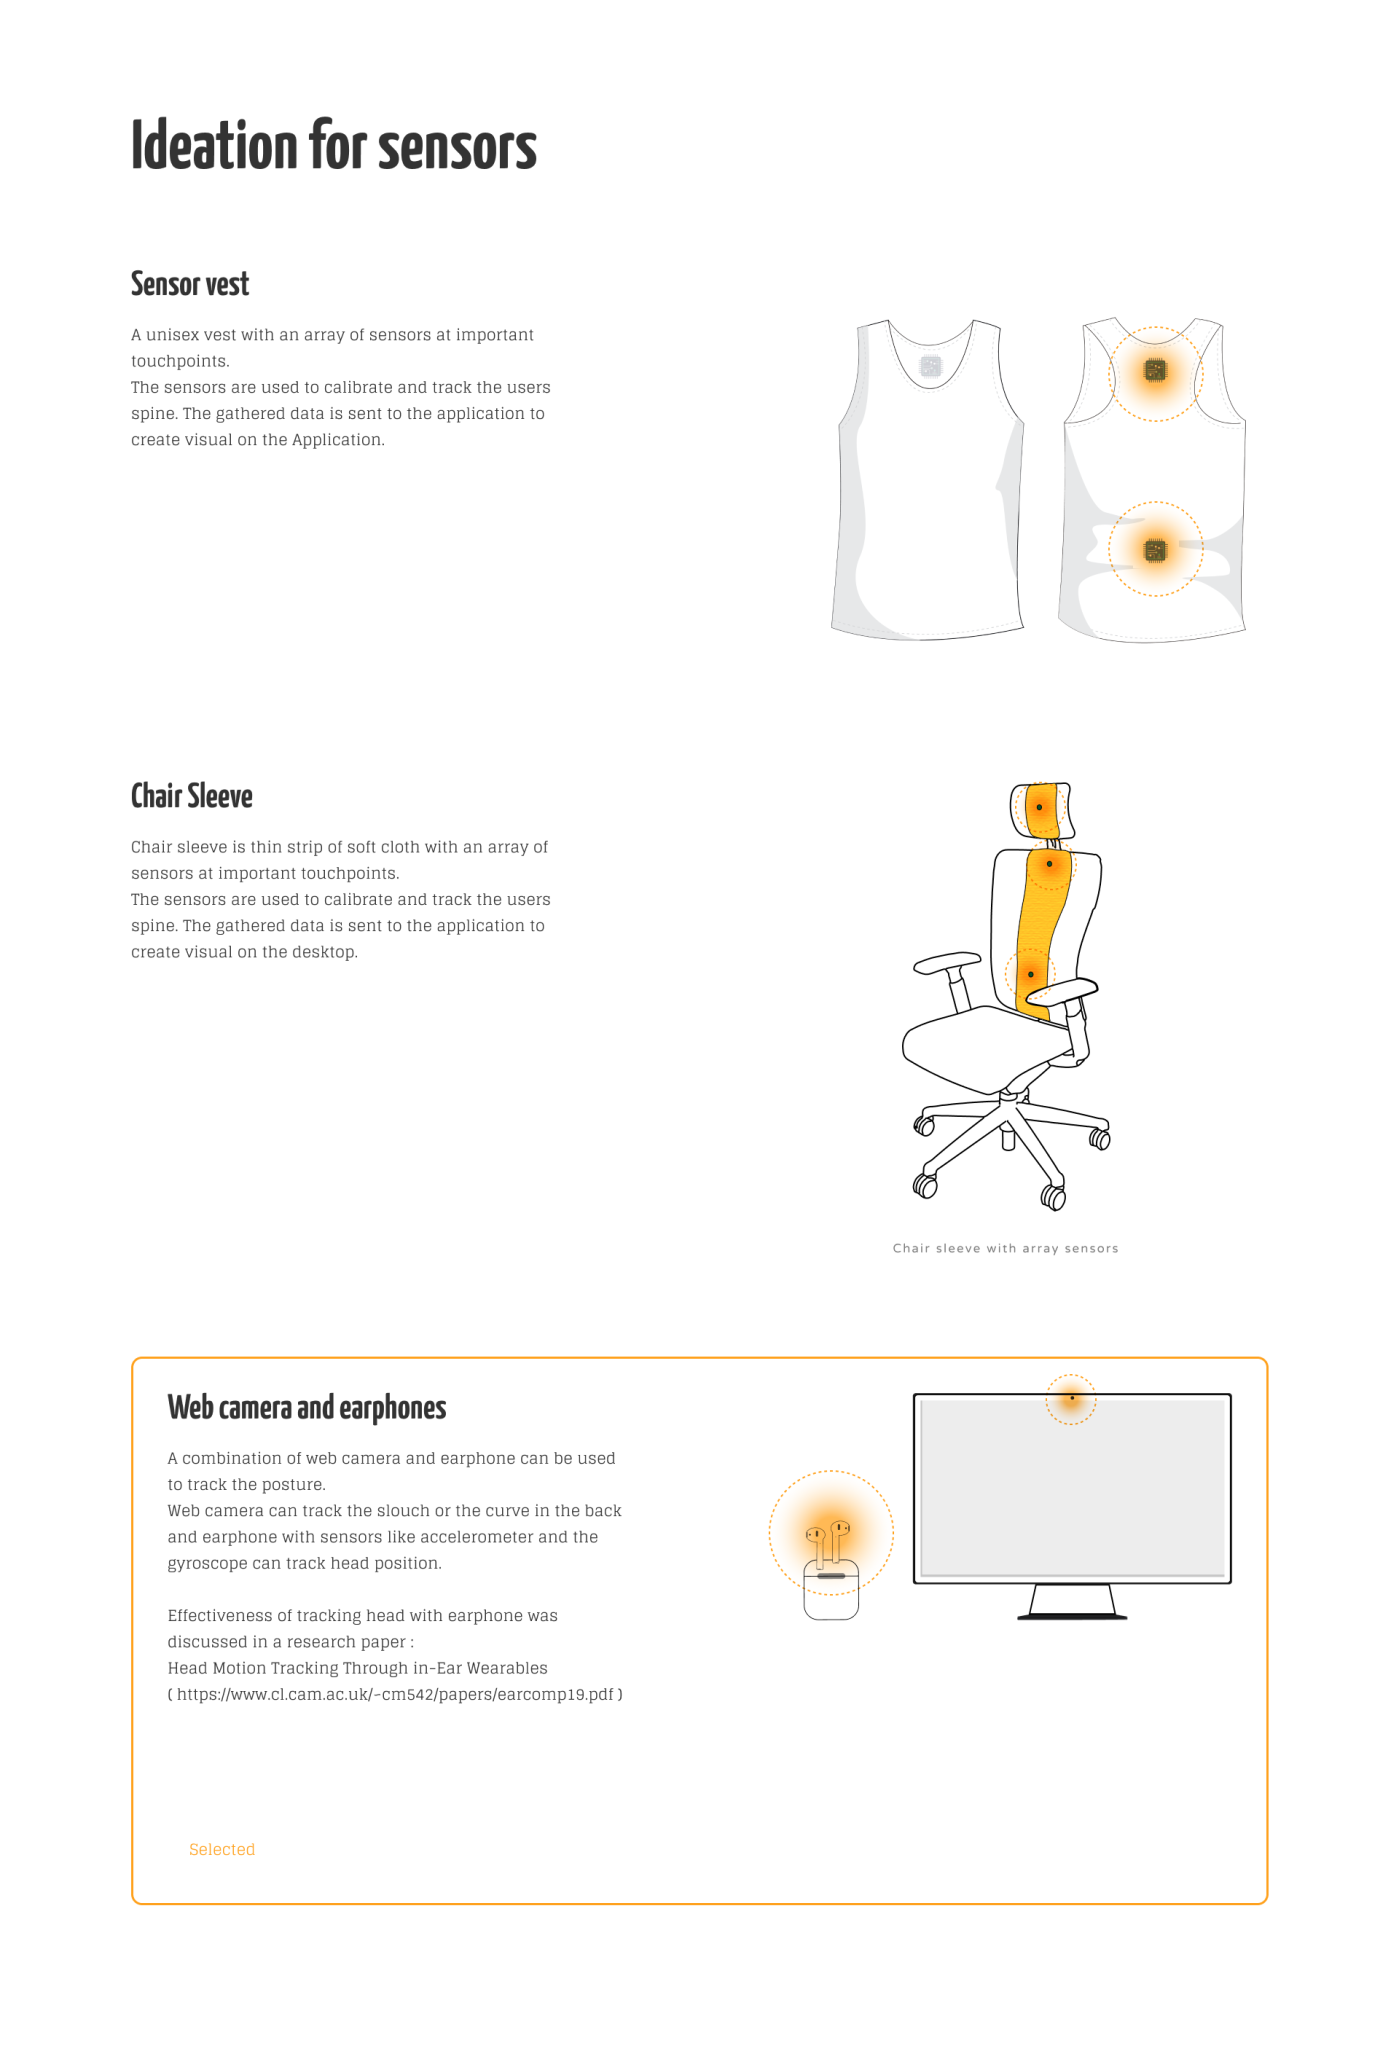 Ideation for sensors
Sensor vest
A unisex vest with an array of sensors at important
touchpoints.
The sensors are used to calibrate and track the users
spine. The gathered data is sent to the application to
create visual on the Application.
Chair Sleeve
Chair sleeve is thin strip of soft cloth with an array of
sensors at important touchpoints.
The sensors are used to calibrate and track the users
spine. The gathered data is sent to the application to
create visual on the desktop.
Chair sleeve with array sensors
Web camera and earphones
A combination of web camera and earphone can be used
to track the posture.
Web camera can track the slouch or the curve in the back
and earphone with sensors like accelerometer and the
gyroscope can track head position.
Effectiveness of tracking head with earphone was
discussed in a research paper :
Head Motion Tracking Through in-Ear Wearables
( https://www.cl.cam.ac.uk/~cm542/papers/earcomp19.pdf )
Selected